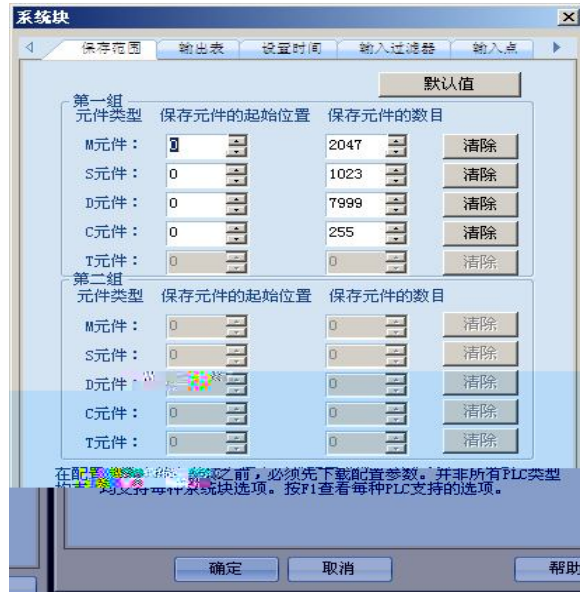 系统块
保存范围 输出表 设置时间 输入过滤器 输入点
默认值
第一组
元件类型 保存元件的起始位置 保存元件的数目
M元件： 0 2047 清除
S元件： 0 1023 清除
D元件： 0 7999 清除
C元件： 0 255 清除
T元件： 0 0 清除
第二组
元件类型 保存元件的起始位置 保存元件的数目
M元件： 0 0 清除
S元件： 0 0 清除
D元件： 0 清除
C元件： 0 0 清除
T元件： 0 0 清除
在配置 之前，必须先下载配置参数。并非所有PLC类型
均支持每种系统块选项。按F1查看每种PLC支持的选项。
确定 取消 帮助